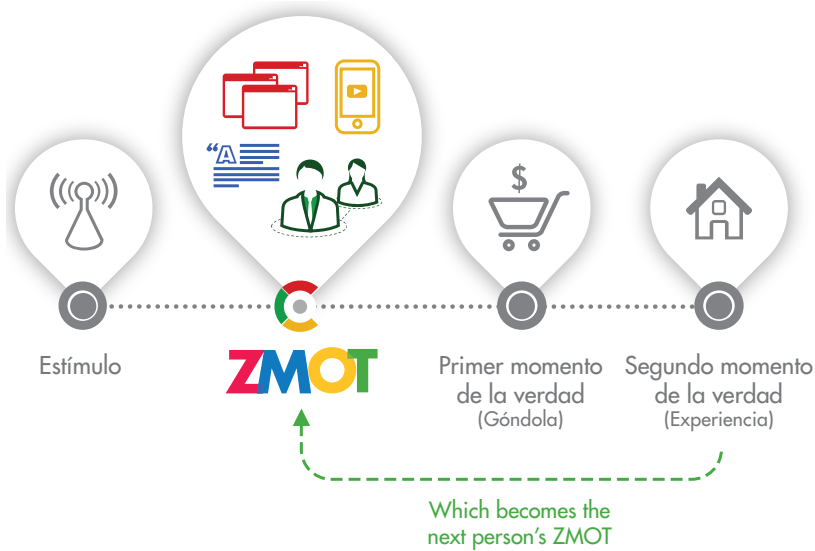 $
“A
Estímulo
ZMOT
Primer momento
de la verdad
(Góndola)
Segundo momento
de la verdad
(Experiencia)
Which becomes the
next person's ZMOT